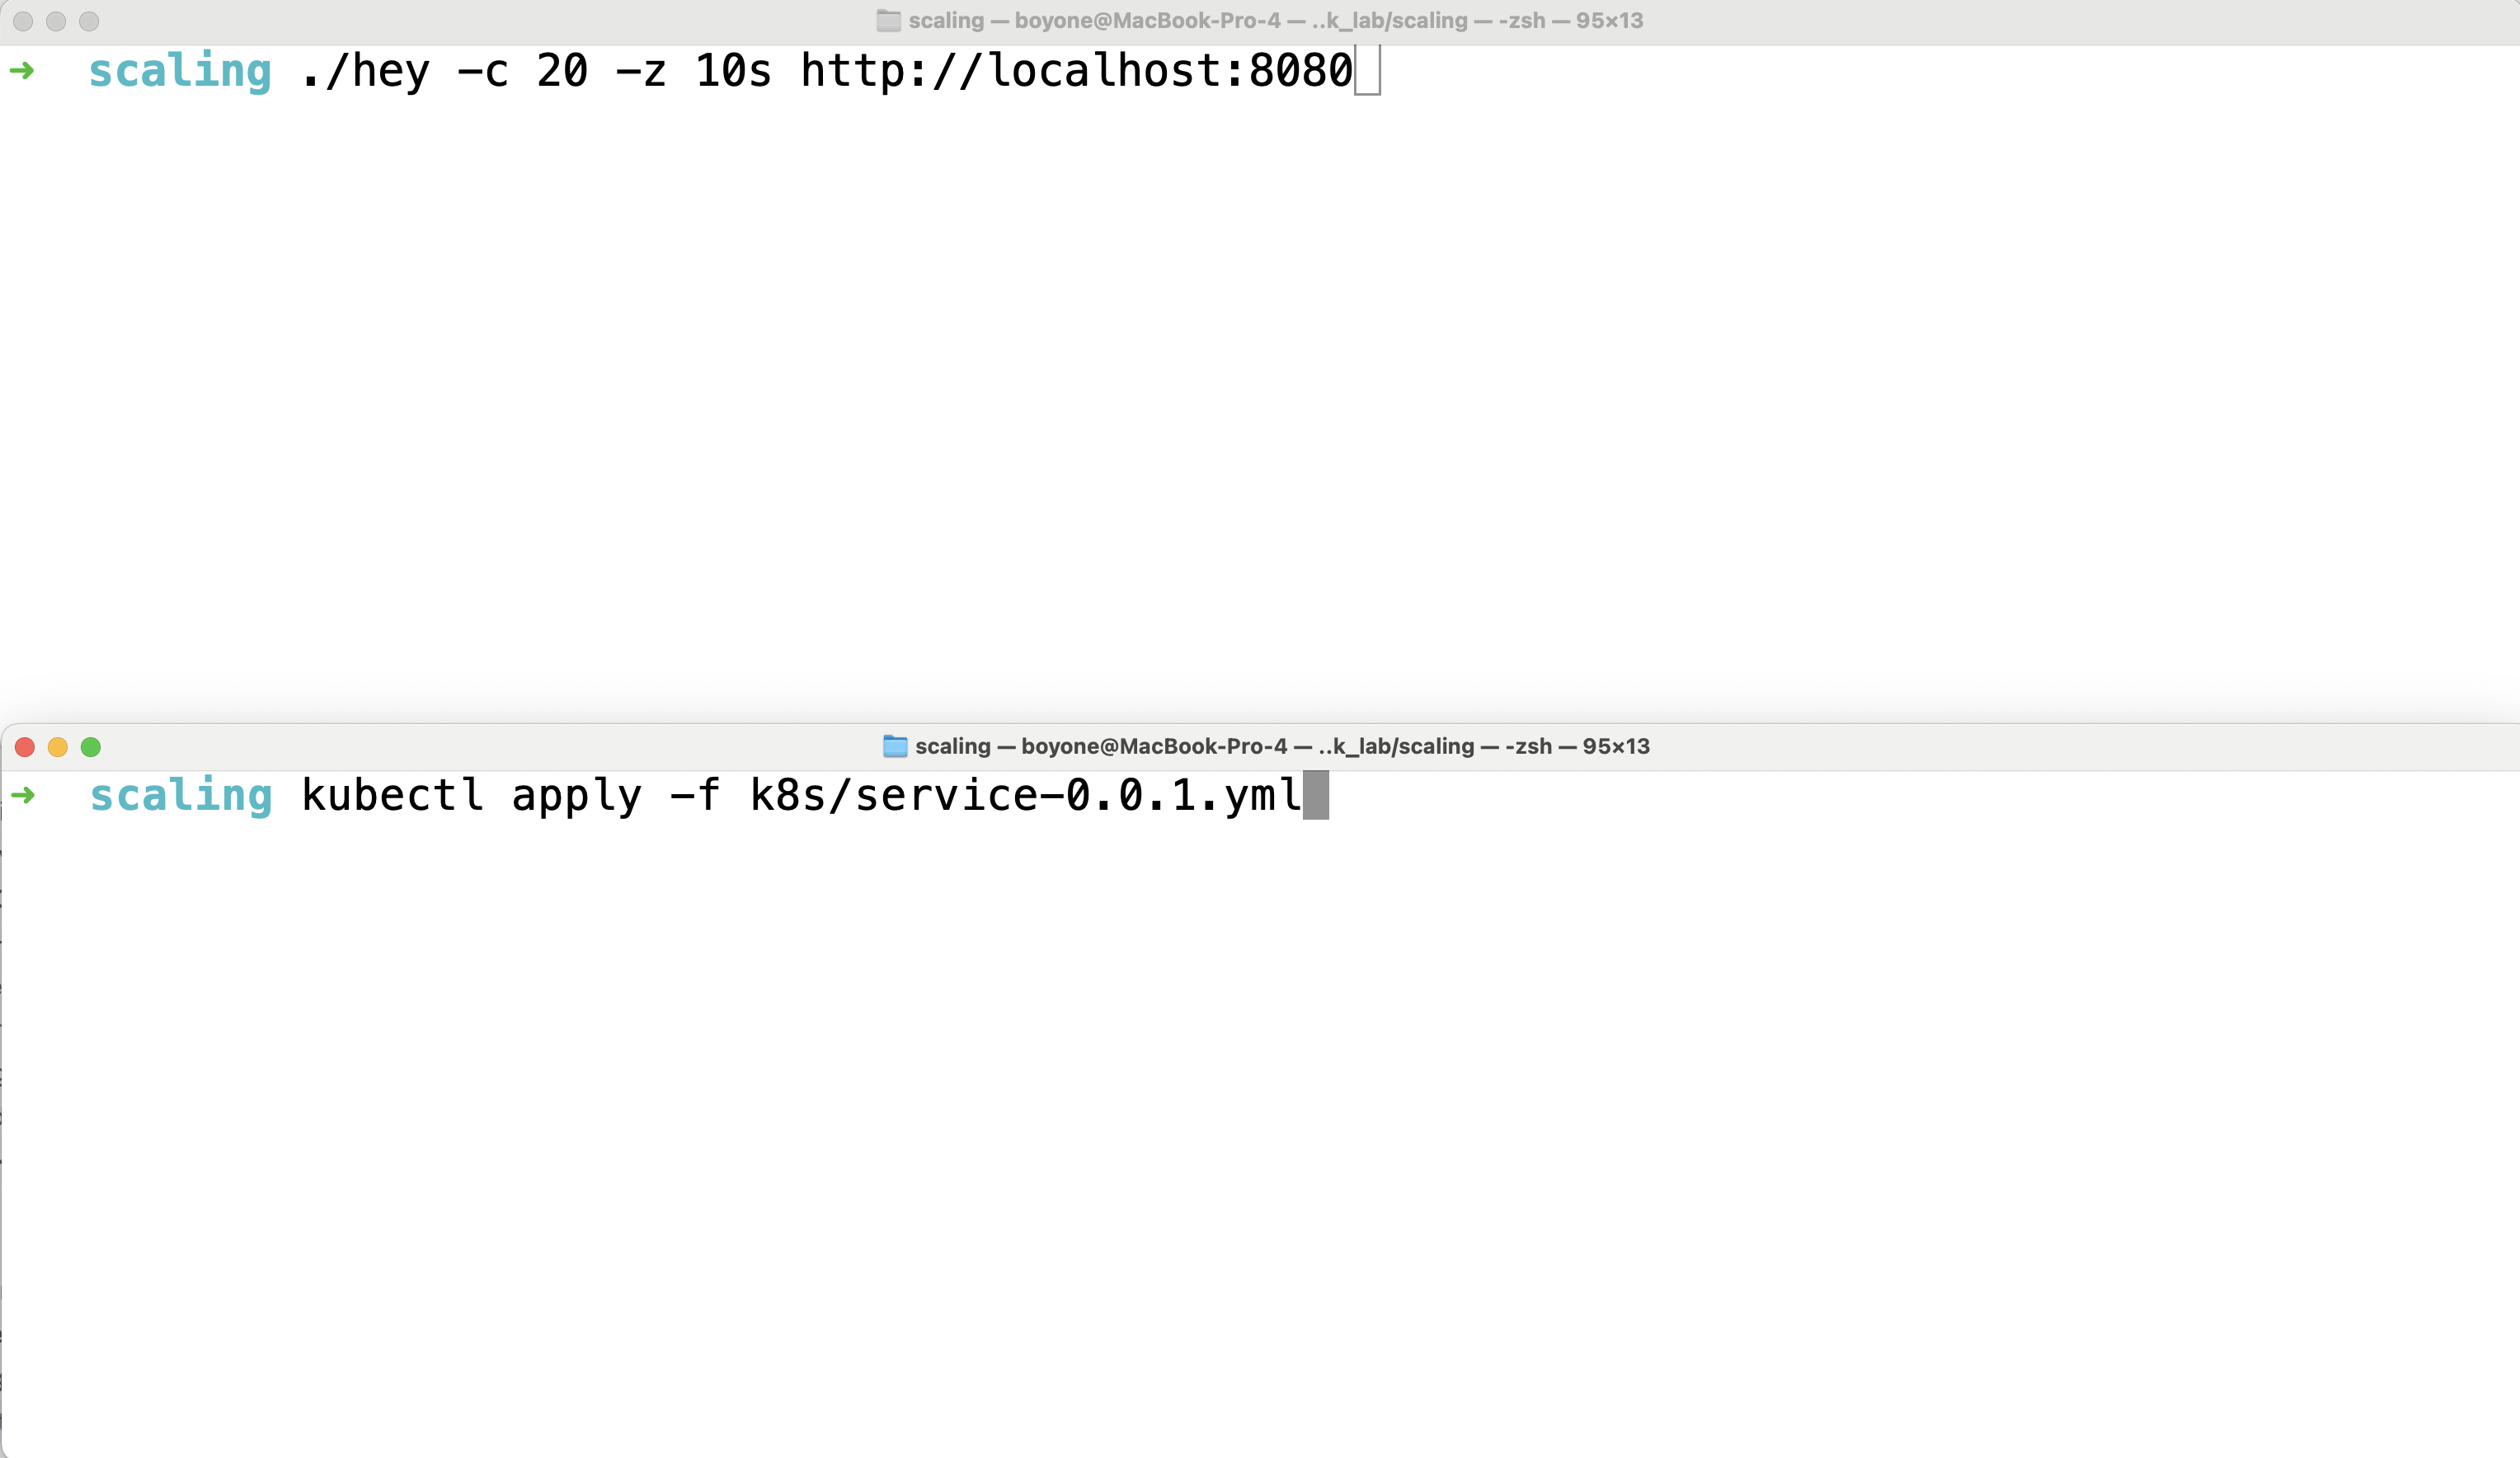 scaling — boyone@MacBook-Pro-4 — ..k_lab/scaling — -zsh — 95×13
➜ scaling ./hey -c 20 -z 10s http://localhost:8080
scaling — boyone@MacBook-Pro-4 — ..k_lab/scaling — -zsh — 95×13
➜ scaling kubectl apply -f k8s/service-0.0.1.yml